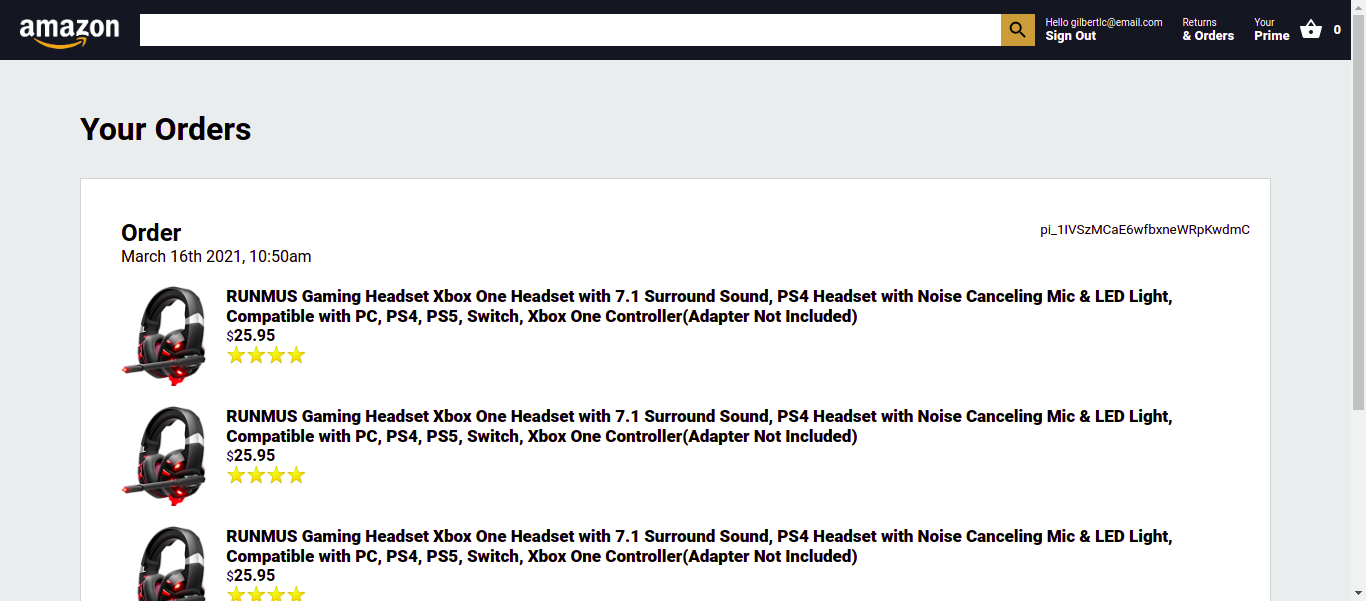 amazon
Hello gilbertlc@email.com
Sign Out
Returns
& Orders
Your
Prime
0
Your Orders
Order
pi_1IVSzMCaE6wfbxneWRpKwdmC
March 16th 2021, 10:50am
RUNMUS Gaming Headset Xbox One Headset with 7.1 Surround Sound, PS4 Headset with Noise Canceling Mic & LED Light,
Compatible with PC, PS4, PS5, Switch, Xbox One Controller(Adapter Not Included)
$25.95
RUNMUS Gaming Headset Xbox One Headset with 7.1 Surround Sound, PS4 Headset with Noise Canceling Mic & LED Light,
Compatible with PC, PS4, PS5, Switch, Xbox One Controller(Adapter Not Included)
$25.95
RUNMUS Gaming Headset Xbox One Headset with 7.1 Surround Sound, PS4 Headset with Noise Canceling Mic & LED Light,
Compatible with PC, PS4, PS5, Switch, Xbox One Controller(Adapter Not Included)
$25.95